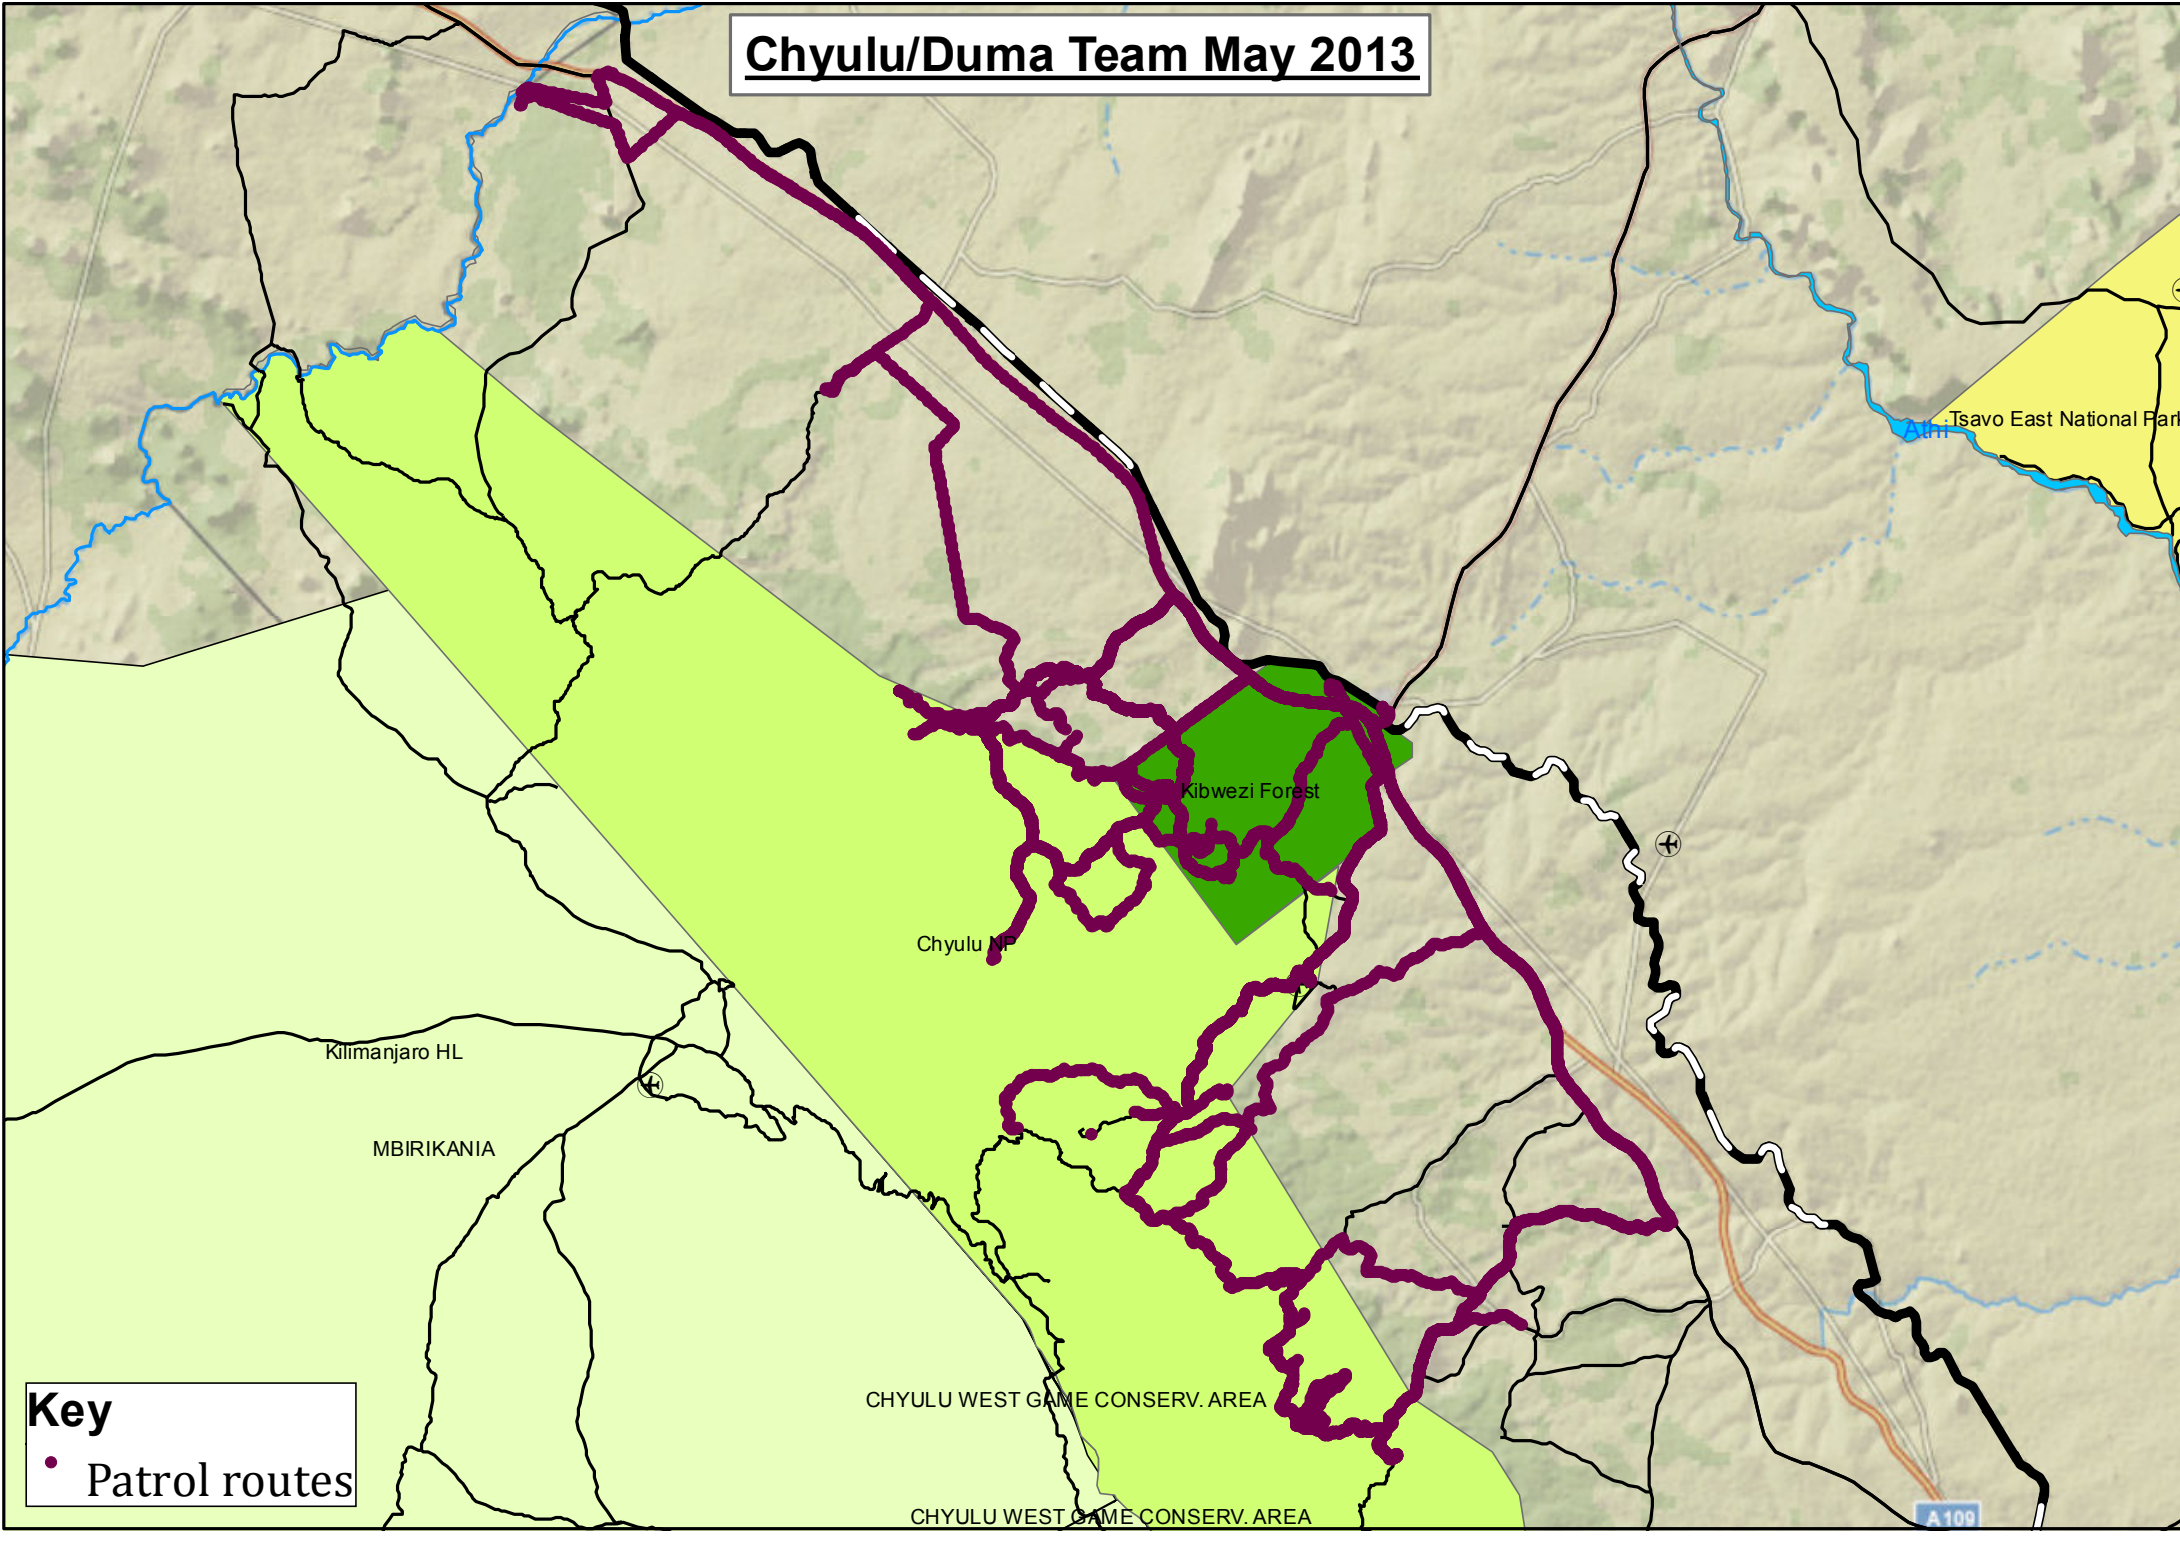 Chyulu/Duma Team May 2013
Athi
Tsavo East National Park
Kibwezi Forest
Chyulu NP
Kilimanjaro HL
MBIRIKANIA
CHYULU WEST GAME CONSERV. AREA
Key
Patrol routes
CHYULU WEST GAME CONSERV. AREA
A109